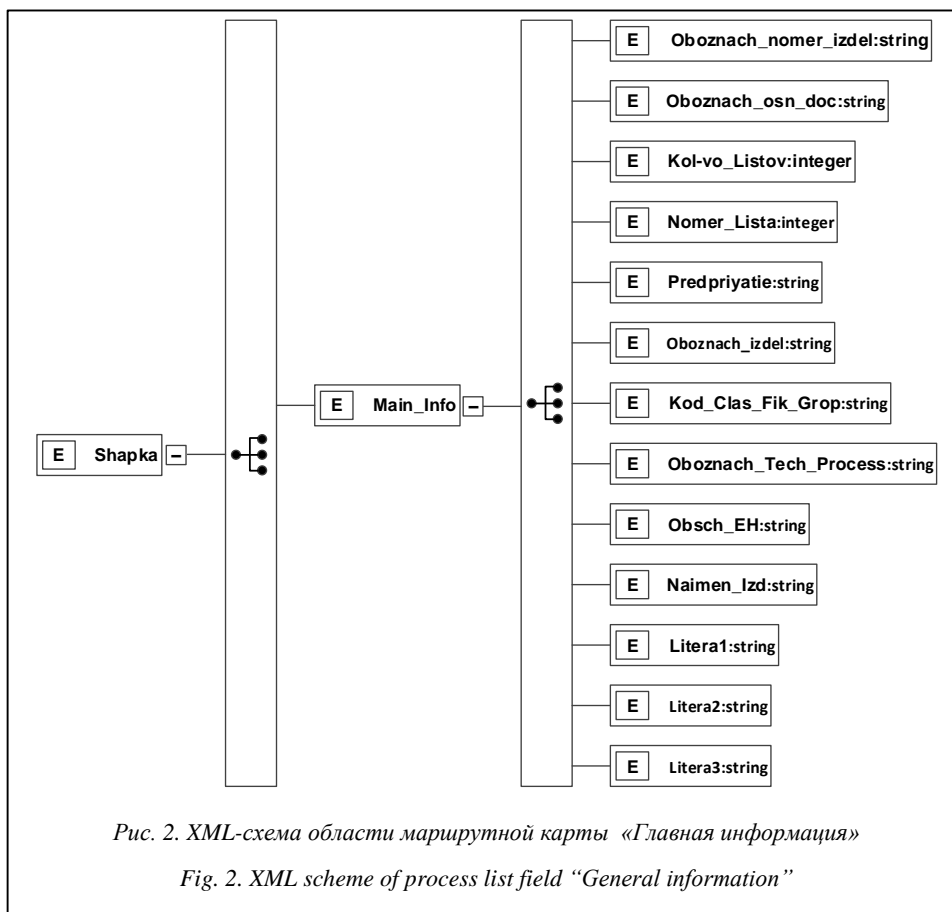 E Oboznach_nomer_izdel:string
E Oboznach_osn_doc:string
E Kol-vo_Listov:integer
E Nomer_Lista:integer
E Predpriyatie:string
E Oboznach_izdel:string
E Main_Info −
E Kod_Clas_Fik_Grop:string
E Shapka −
E Oboznach_Tech_Process:string
E Obsch_EH:string
E Naimen_Izd:string
E Litera1:string
E Litera2:string
E Litera3:string
Рис. 2. XML-схема области маршрутной карты «Главная информация»
Fig. 2. XML scheme of process list field “General information”